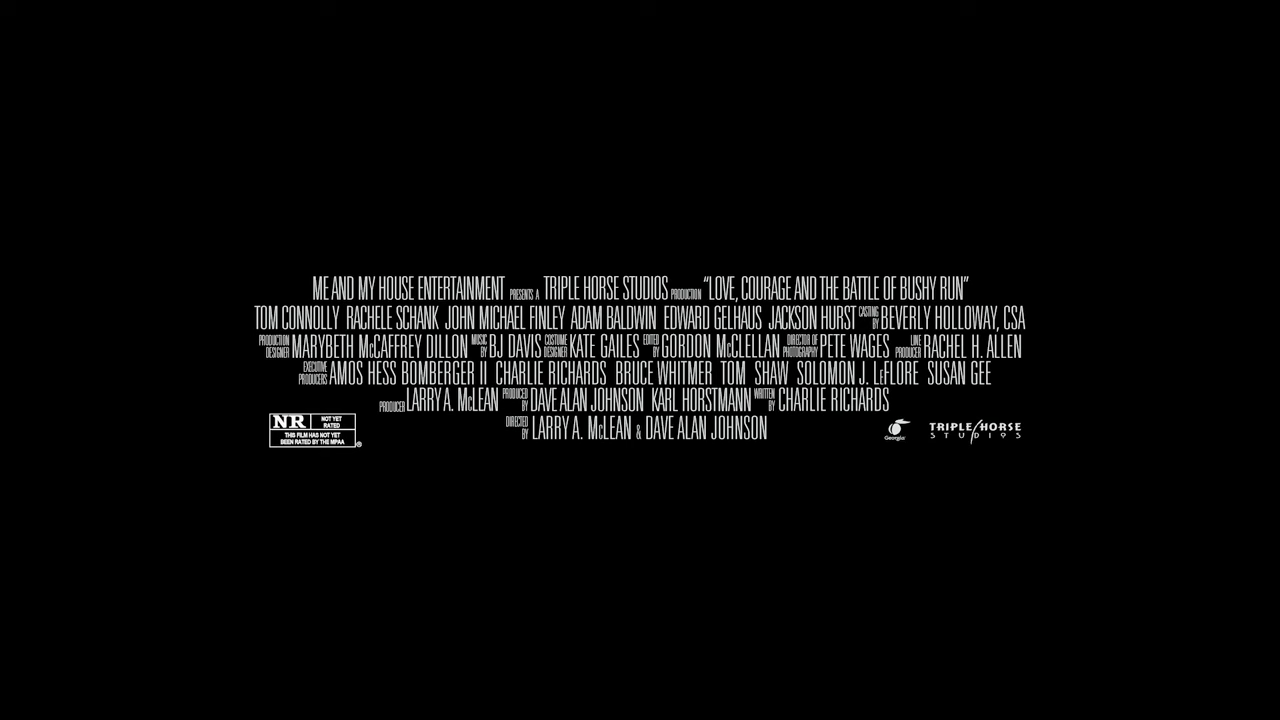 ME AND MY HOUSE ENTERTAINMENT PRESENTS A TRIPLE HORSE STUDIOS PRODUCTION "LOVE, COURAGE AND THE BATTLE OF BUSHY RUN"
TOM CONNOLLY RACHELE SCHANK JOHN MICHAEL FINLEY ADAM BALDWIN EDWARD GELHAUS JACKSON HURST CASTING BY BEVERLY HOLLOWAY, CSA
PRODUCTION DESIGNER MARYBETH McCAFFREY DILLON MUSIC BY BJ DAVIS COSTUME DESIGNER KATE GAILES EDITED BY GORDON McCLELLAN DIRECTOR OF PHOTOGRAPHY PETE WAGES LINE PRODUCER RACHEL H. ALLEN
EXECUTIVE PRODUCERS AMOS HESS BOMBERGER II CHARLIE RICHARDS BRUCE WHITMER TOM SHAW SOLOMON J. LeFLORE SUSAN GEE
PRODUCER LARRY A. McLEAN PRODUCED BY DAVE ALAN JOHNSON KARL HORSTMANN WRITTEN BY CHARLIE RICHARDS
DIRECTED BY LARRY A. McLEAN & DAVE ALAN JOHNSON
NR NOT YET RATED
THIS FILM HAS NOT YET
BEEN RATED BY THE MPAA ®
Georgia
TRIPLE HORSE
STUDIOS